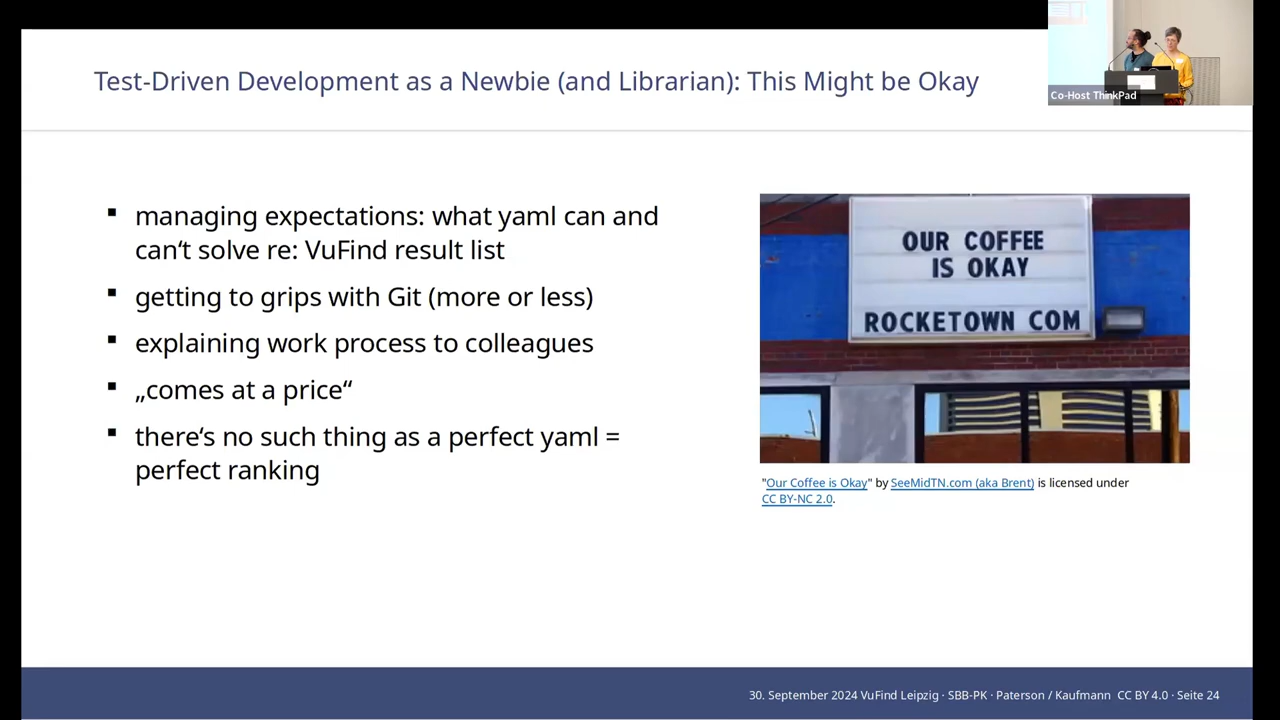 Test-Driven Development as a Newbie (and Librarian): This Might be Okay
Co-Host ThinkPad
▪ managing expectations: what yaml can and
can‘t solve re: VuFind result list
▪ getting to grips with Git (more or less)
▪ explaining work process to colleagues
▪ „comes at a price“
▪ there‘s no such thing as a perfect yaml =
perfect ranking
OUR COFFEE
IS OKAY
ROCKETOWN COM
"Our Coffee is Okay" by SeeMidTN.com (aka Brent) is licensed under
CC BY-NC 2.0.
30. September 2024 VuFind Leipzig · SBB-PK · Paterson / Kaufmann CC BY 4.0 · Seite 24